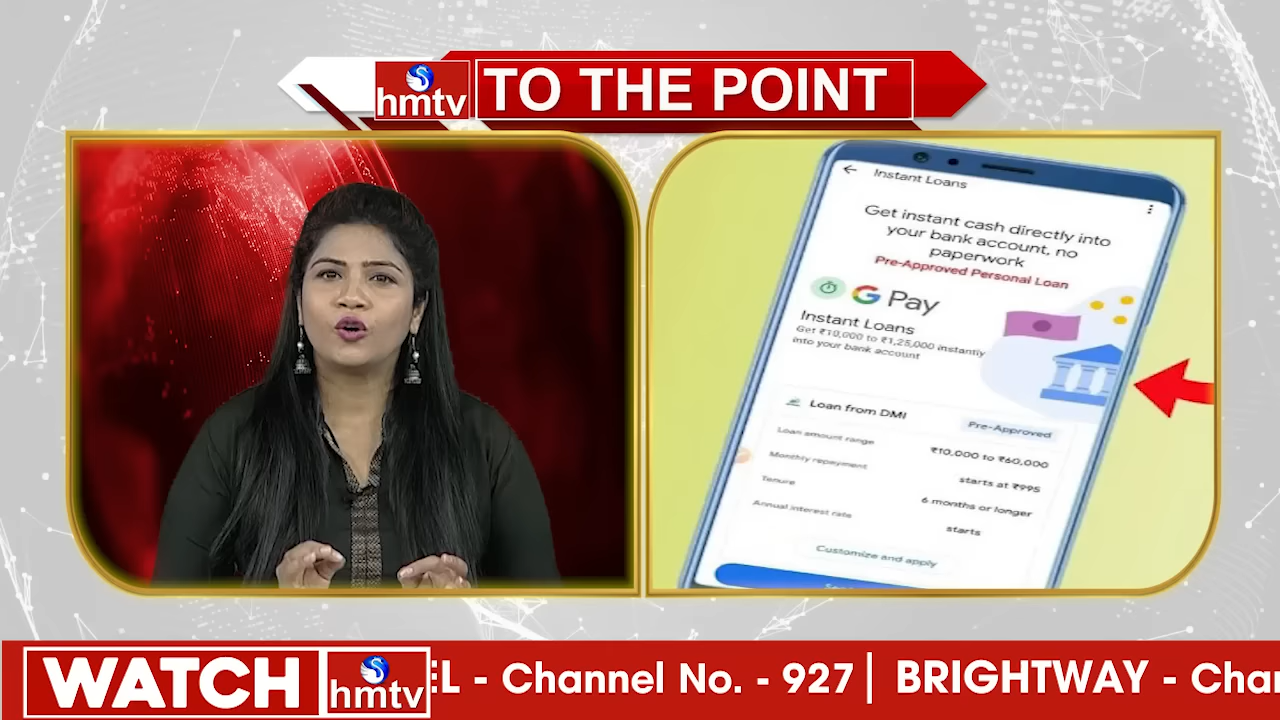 hmtv TO THE POINT
Instant Loans
Get instant cash directly into
your bank account, no
paperwork
Pre-Approved Personal Loan
G Pay
Instant Loans
Get ₹10,000 to ₹1,25,000 instantly
into your bank account
Loan from DMI
Pre-Approved
Loan amount range
₹10,000 to ₹60,000
Monthly repayment
starts at ₹995
Tenure
6 months or longer
Annual interest rate
starts
Customize and apply
WATCH hmtv EL - Channel No. - 927 | BRIGHTWAY - Chan